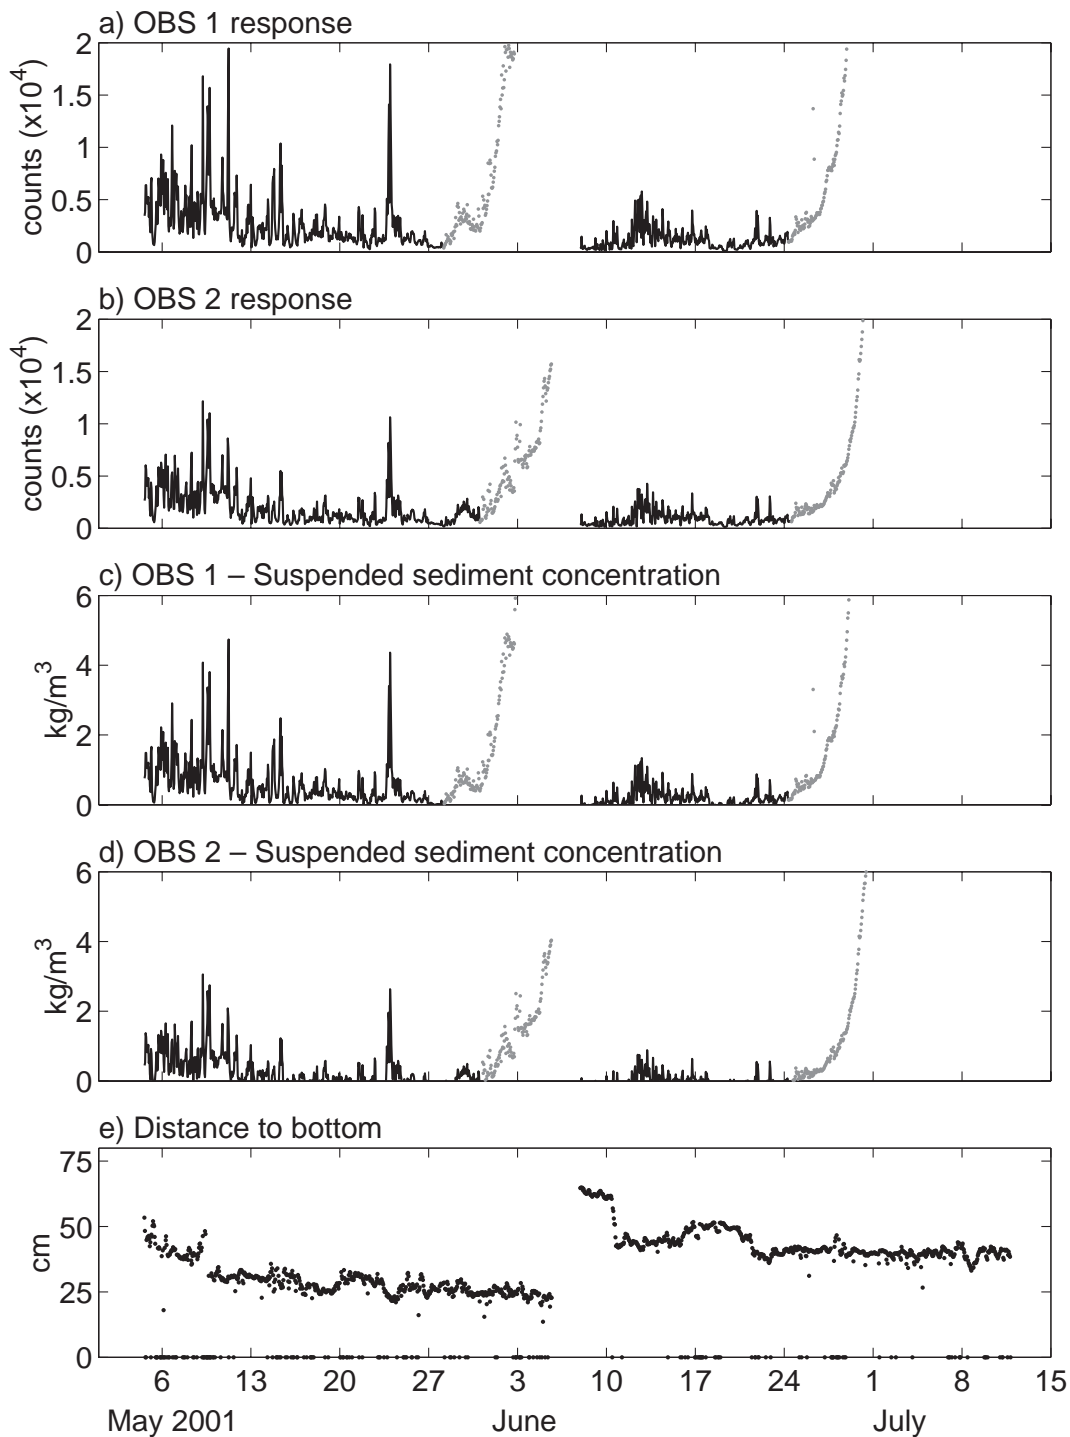 a) OBS 1 response
2
1.5
1
0.5
0
counts (x10^4)
b) OBS 2 response
2
1.5
1
0.5
0
counts (x10^4)
c) OBS 1 – Suspended sediment concentration
6
4
2
0
kg/m^3
d) OBS 2 – Suspended sediment concentration
6
4
2
0
kg/m^3
e) Distance to bottom
75
50
25
0
cm
6 13 20 27 3 10 17 24 1 8 15
May 2001 June July